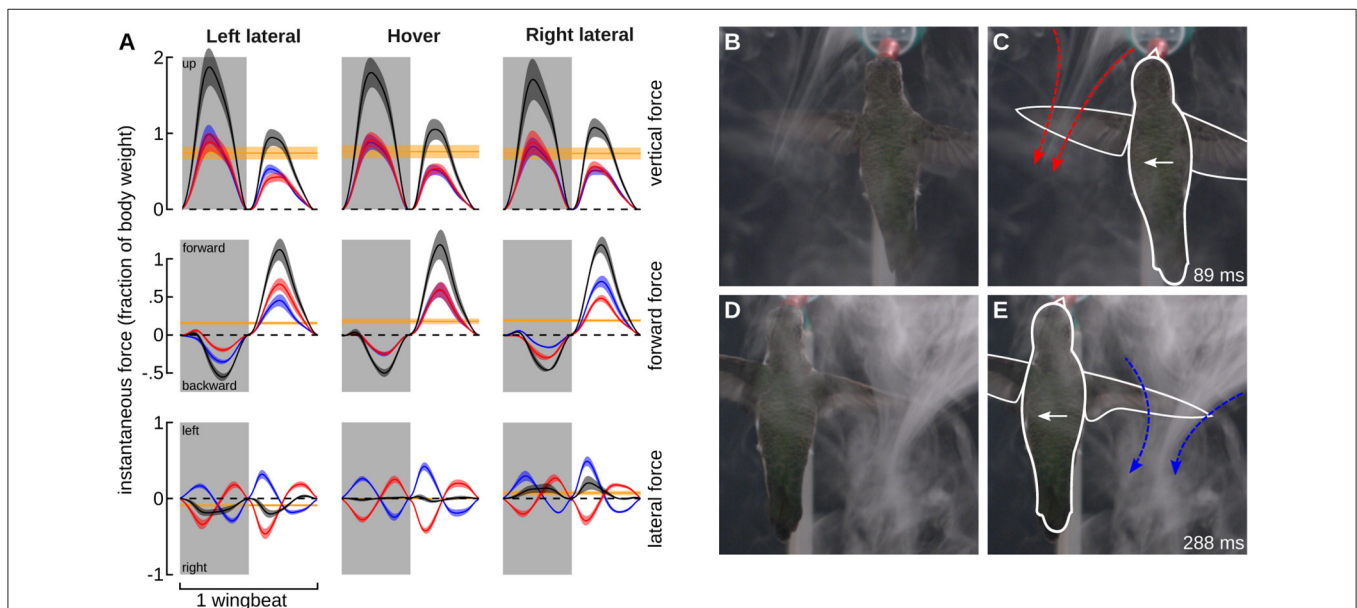 A
Left lateral
Hover
Right lateral
instantaneous force (fraction of body weight)
2
1
0
up
vertical force
1
.5
0
-.5
forward
backward
forward force
1
0
-1
left
right
lateral force
1 wingbeat
B
C
89 ms
D
E
288 ms